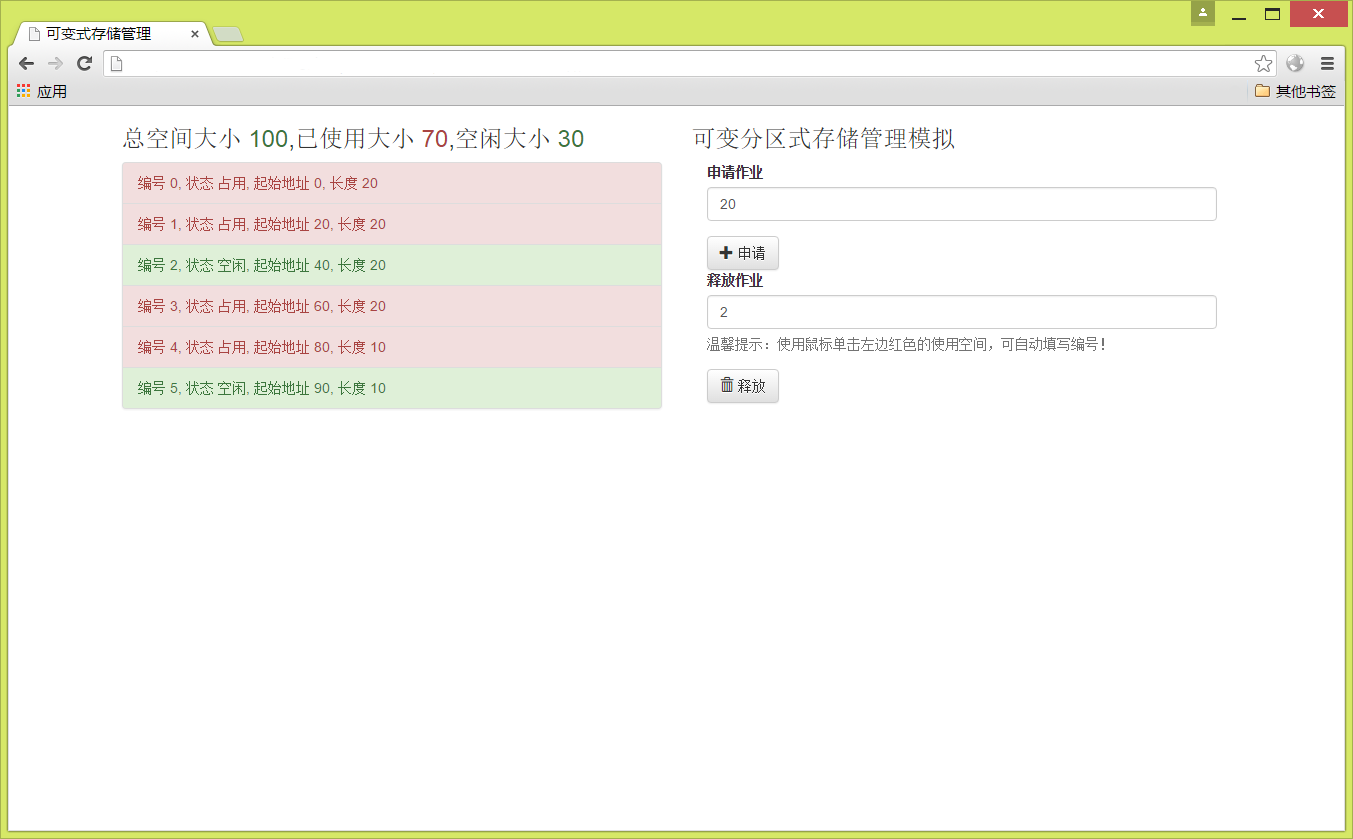 可变式存储管理
应用
其他书签
总空间大小 100,已使用大小 70,空闲大小 30
编号 0, 状态 占用, 起始地址 0, 长度 20
编号 1, 状态 占用, 起始地址 20, 长度 20
编号 2, 状态 空闲, 起始地址 40, 长度 20
编号 3, 状态 占用, 起始地址 60, 长度 20
编号 4, 状态 占用, 起始地址 80, 长度 10
编号 5, 状态 空闲, 起始地址 90, 长度 10
可变分区式存储管理模拟
申请作业
20
申请
释放作业
2
温馨提示：使用鼠标单击左边红色的使用空间，可自动填写编号！
释放